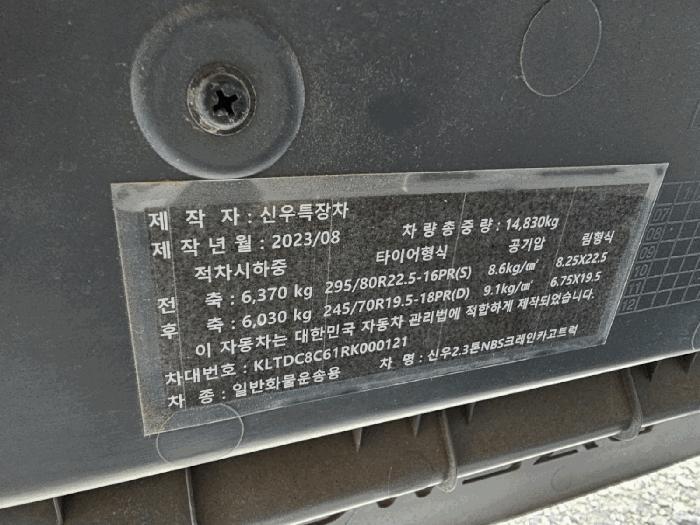 제 작 자 : 신우특장차
제 작 년 월 : 2023/08 차 량 총 중 량 : 14,830kg
적차시하중 타이어형식 공기압 림형식
전 축 : 6,370 kg 295/80R22.5-16PR(S) 8.6kg/㎠ 8.25X22.5
후 축 : 6,030 kg 245/70R19.5-18PR(D) 9.1kg/㎠ 6.75X19.5
이 자동차는 대한민국 자동차 관리법에 적합하게 제작되었습니다.
차대번호 : KLTDC8C61RK000121
차 종 : 일반화물운송용 차 명 : 신우2.3톤NBS크레인카고트럭
10
11
12